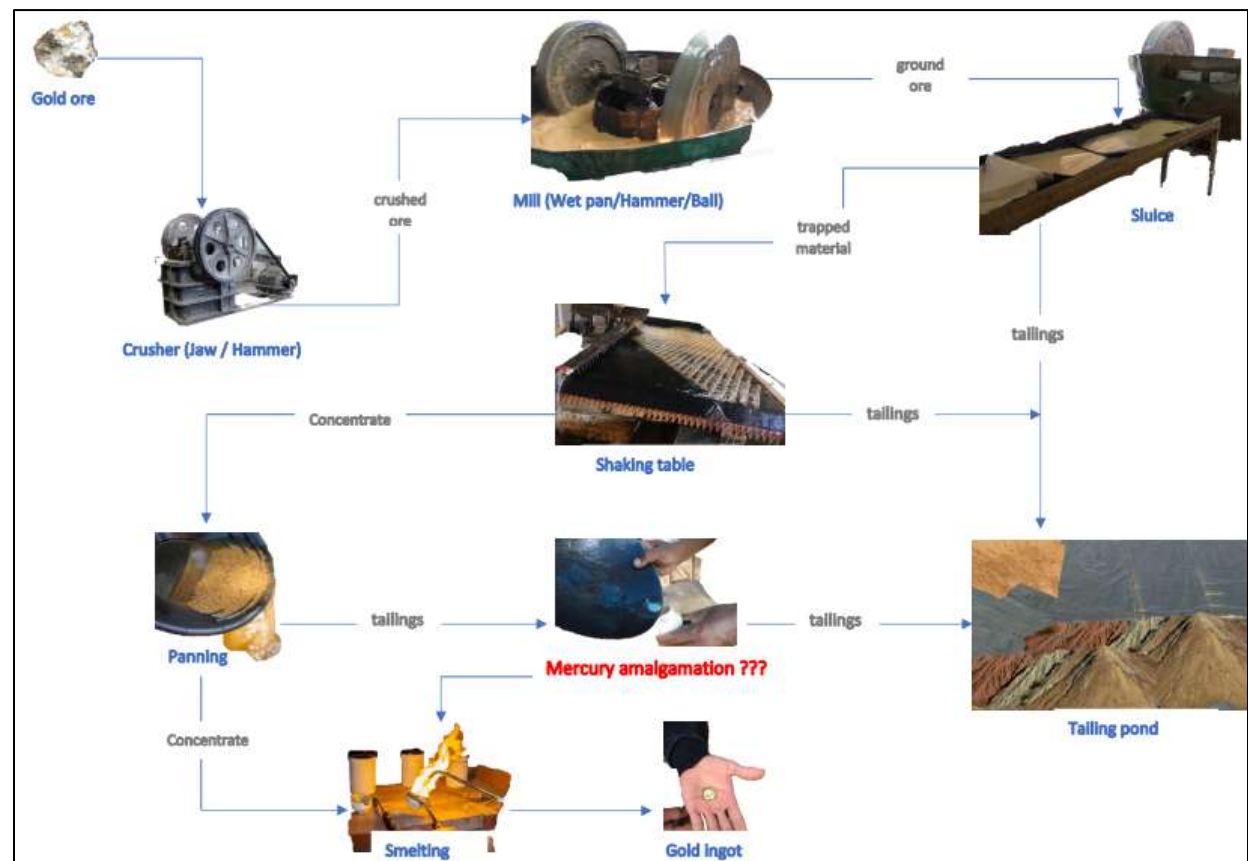 Gold ore
Crusher (Jaw / Hammer)
crushed
ore
Mill (Wet pan/Hammer/Ball)
ground
ore
Sluice
trapped
material
tailings
Shaking table
tailings
Concentrate
Panning
tailings
Mercury amalgamation ???
tailings
Tailing pond
Concentrate
Smelting
Gold ingot